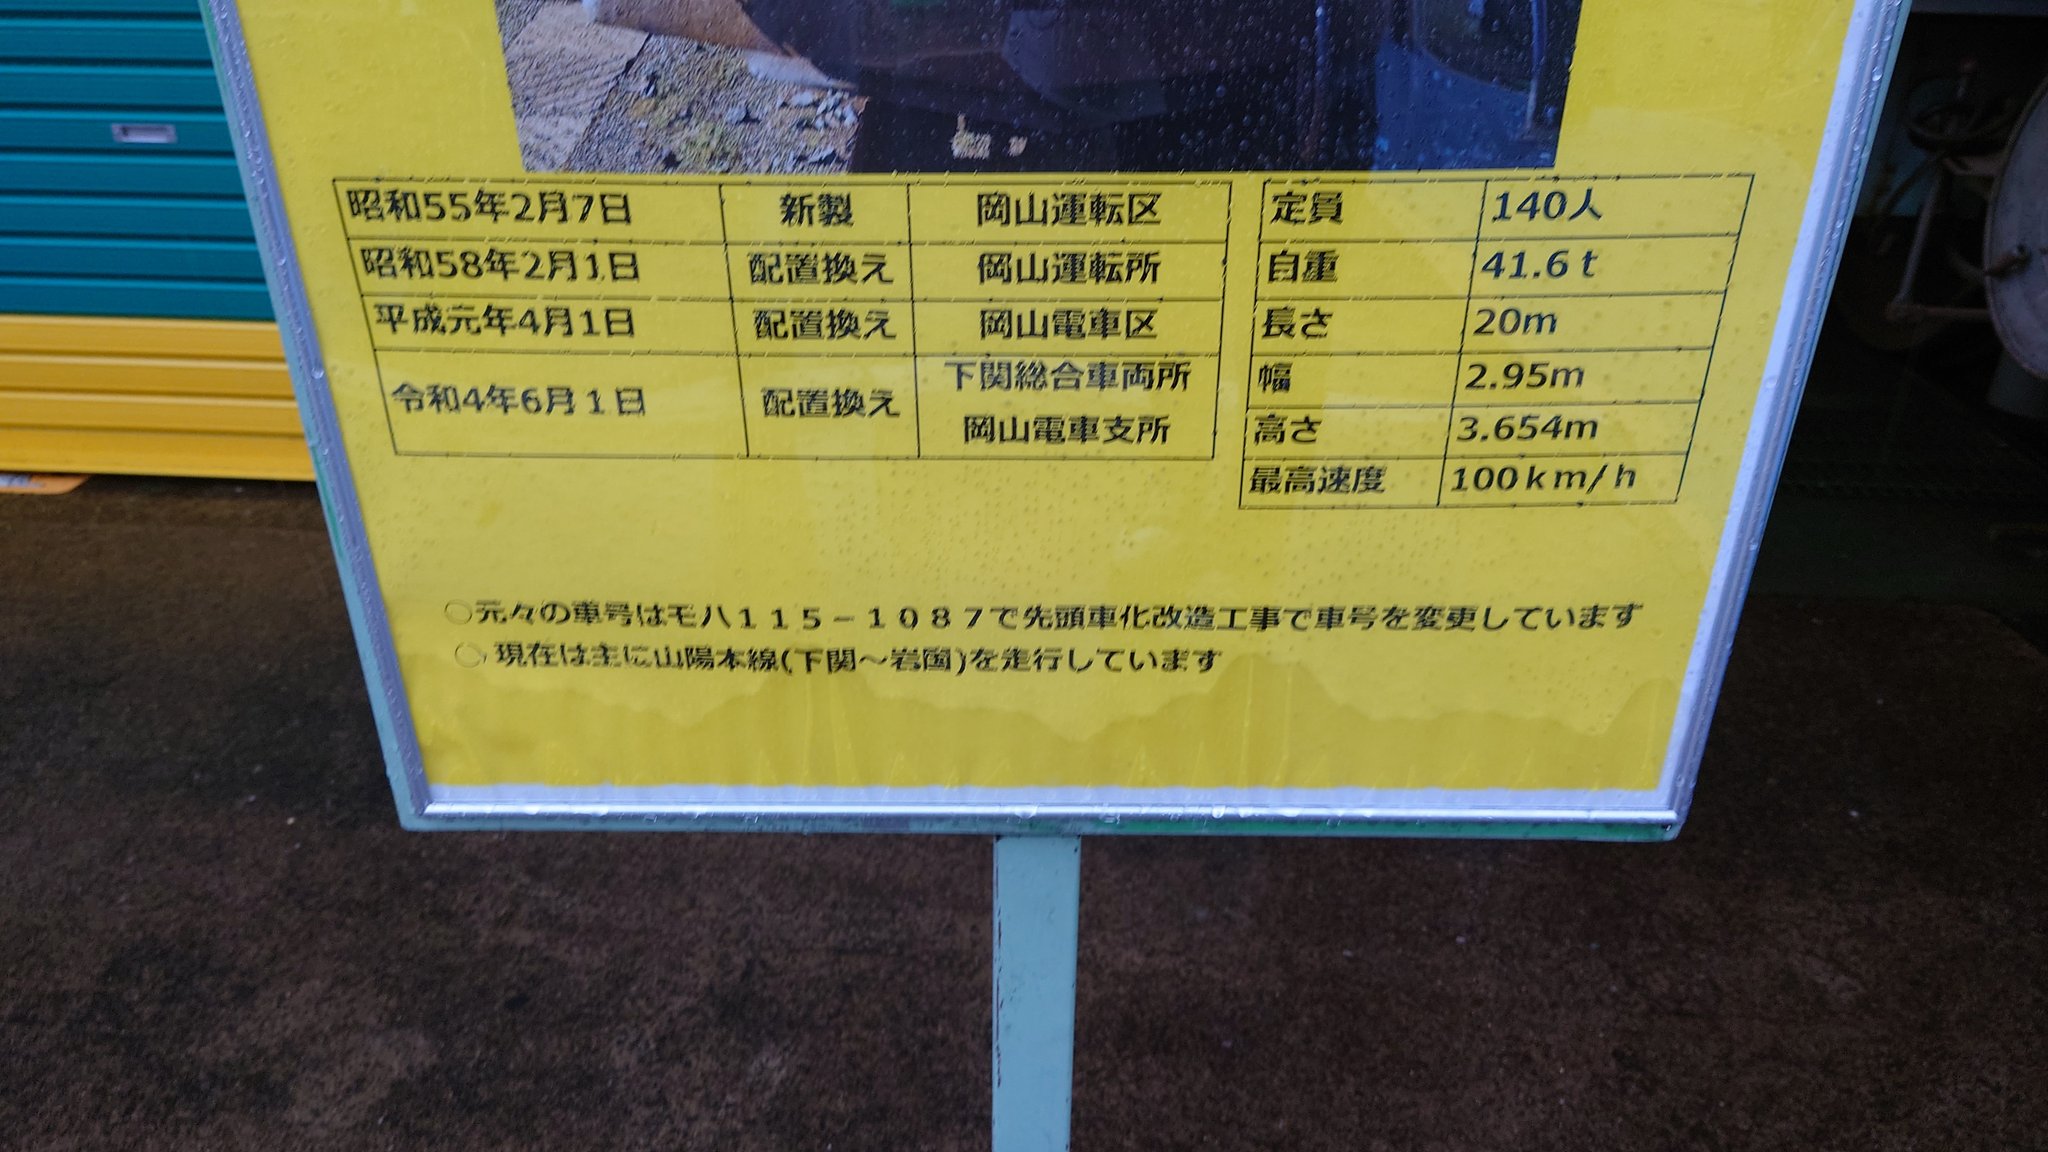 昭和55年2月7日 新製 岡山運転区
昭和58年2月1日 配置換え 岡山運転所
平成元年4月1日 配置換え 岡山電車区
令和4年6月1日 配置換え 下関総合車両所
岡山電車支所
定員 140人
自重 41.6t
長さ 20m
幅 2.95m
高さ 3.654m
最高速度 100km/h
○元々の車号はモハ115-1087で先頭車化改造工事で車号を変更しています
○現在は主に山陽本線(下関~岩国)を走行しています